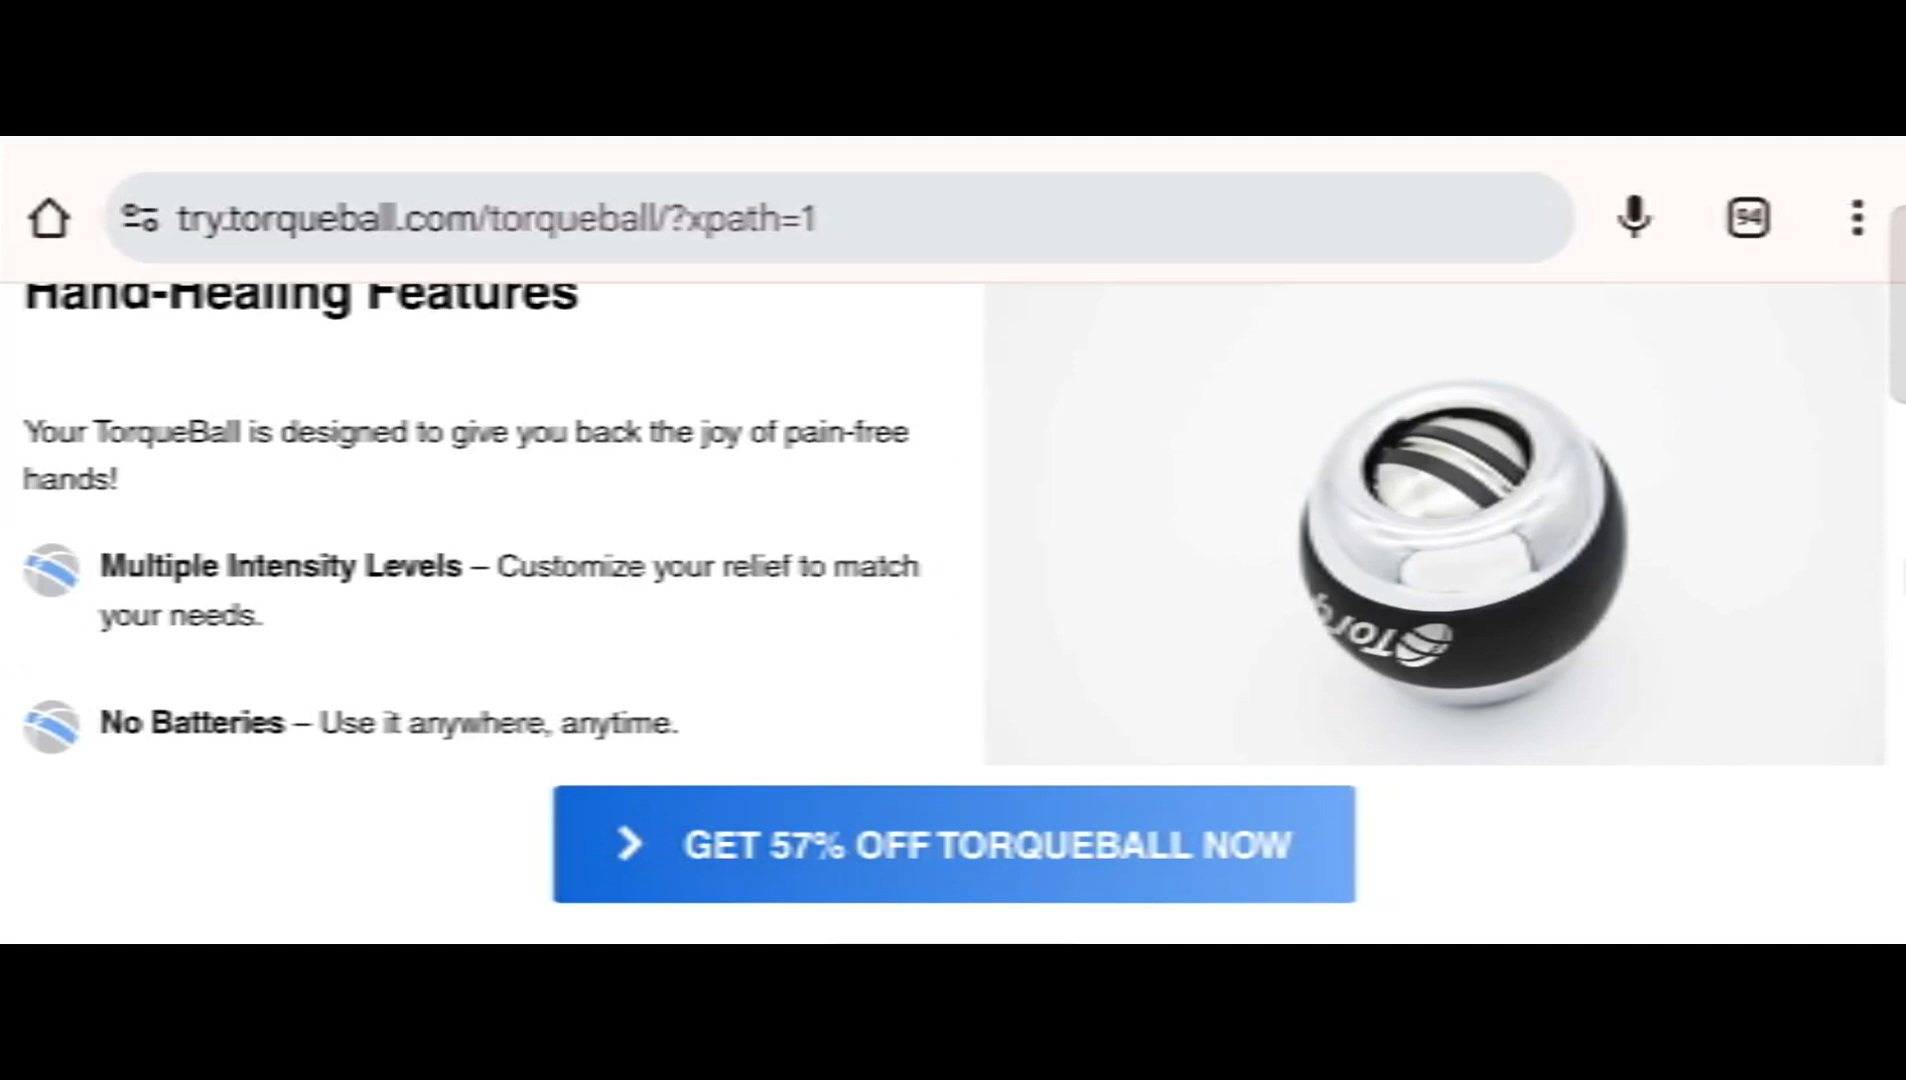 try.torqueball.com/torqueball/?xpath=1
94
Hand-Healing Features
Your TorqueBall is designed to give you back the joy of pain-free
hands!
Multiple Intensity Levels – Customize your relief to match
your needs.
No Batteries – Use it anywhere, anytime.
Torq
GET 57% OFF TORQUEBALL NOW